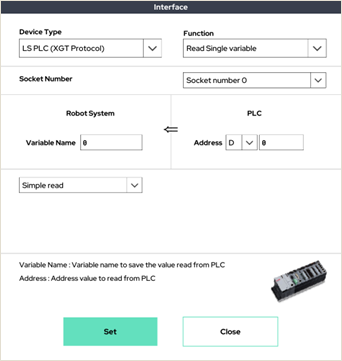 Interface
Device Type
Function
LS PLC (XGT Protocol)
Read Single variable
Socket Number
Socket number 0
Robot System
PLC
Variable Name 0
Address D 0
Simple read
Variable Name : Variable name to save the value read from PLC
Address : Address value to read from PLC
Set
Close